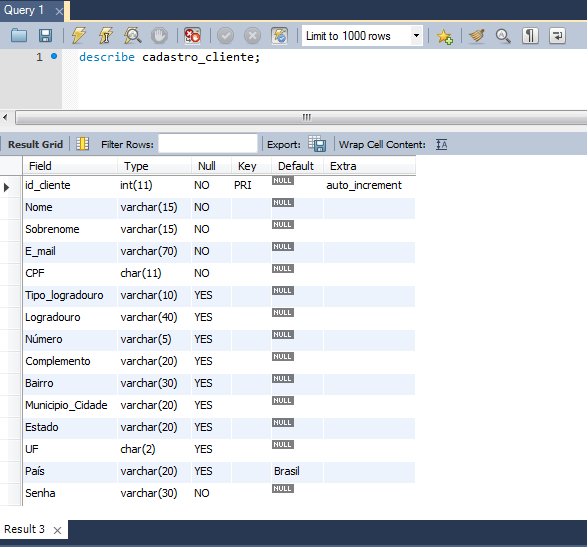 Query 1
Limit to 1000 rows
1 describe cadastro_cliente;
Result Grid Filter Rows: Export: Wrap Cell Content:
Field Type Null Key Default Extra
id_cliente int(11) NO PRI NULL auto_increment
Nome varchar(15) NO NULL
Sobrenome varchar(15) NO NULL
E_mail varchar(70) NO NULL
CPF char(11) NO NULL
Tipo_logradouro varchar(10) YES NULL
Logradouro varchar(40) YES NULL
Número varchar(5) YES NULL
Complemento varchar(20) YES NULL
Bairro varchar(30) YES NULL
Municipio_Cidade varchar(20) YES NULL
Estado varchar(20) YES NULL
UF char(2) YES NULL
País varchar(20) YES Brasil
Senha varchar(30) NO NULL
Result 3